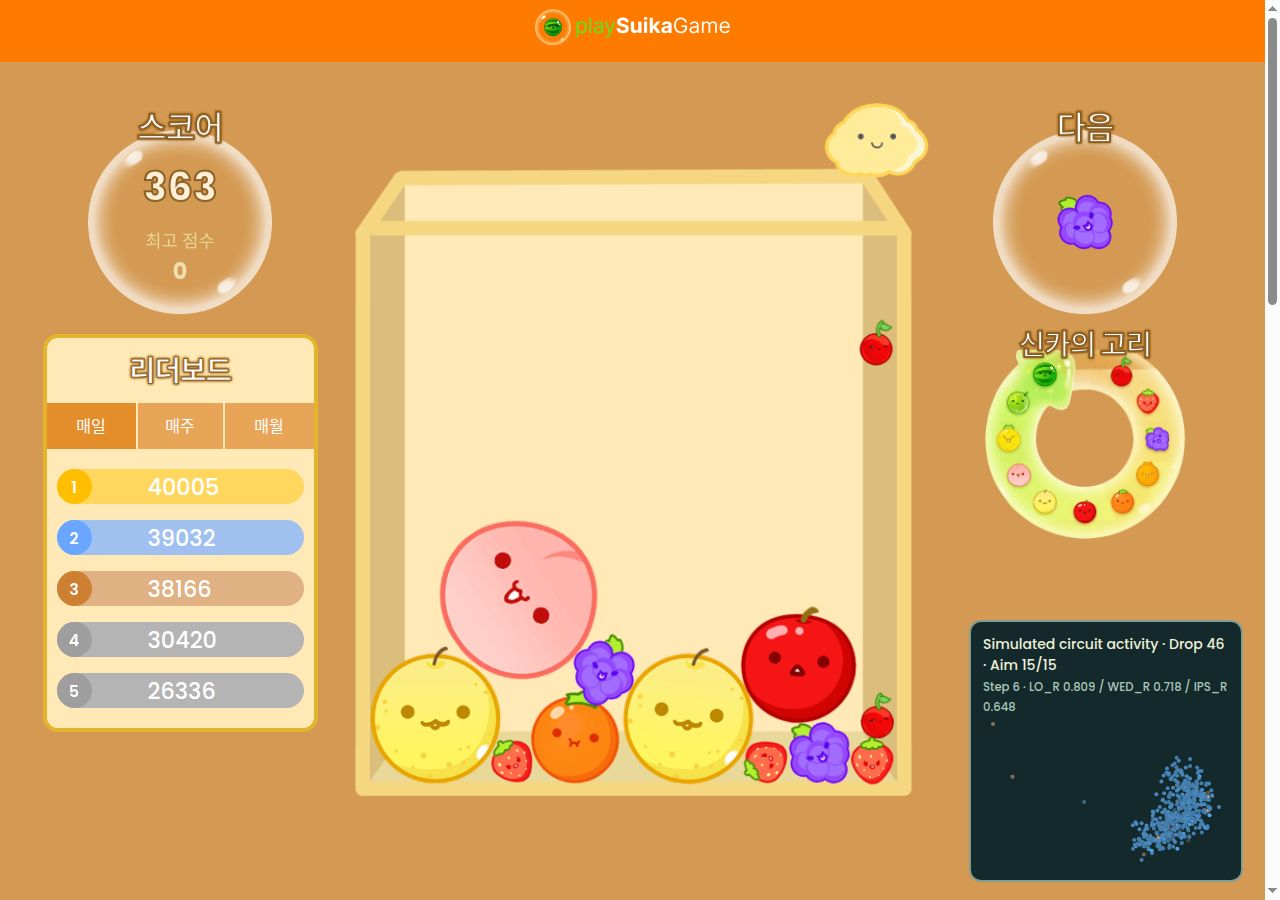 playSuikaGame
스코어
363
최고 점수
0
다음
신카의 고리
리더보드
매일 매주 매월
1 40005
2 39032
3 38166
4 30420
5 26336
Simulated circuit activity · Drop 46
· Aim 15/15
Step 6 · LO_R 0.809 / WED_R 0.718 / IPS_R
0.648